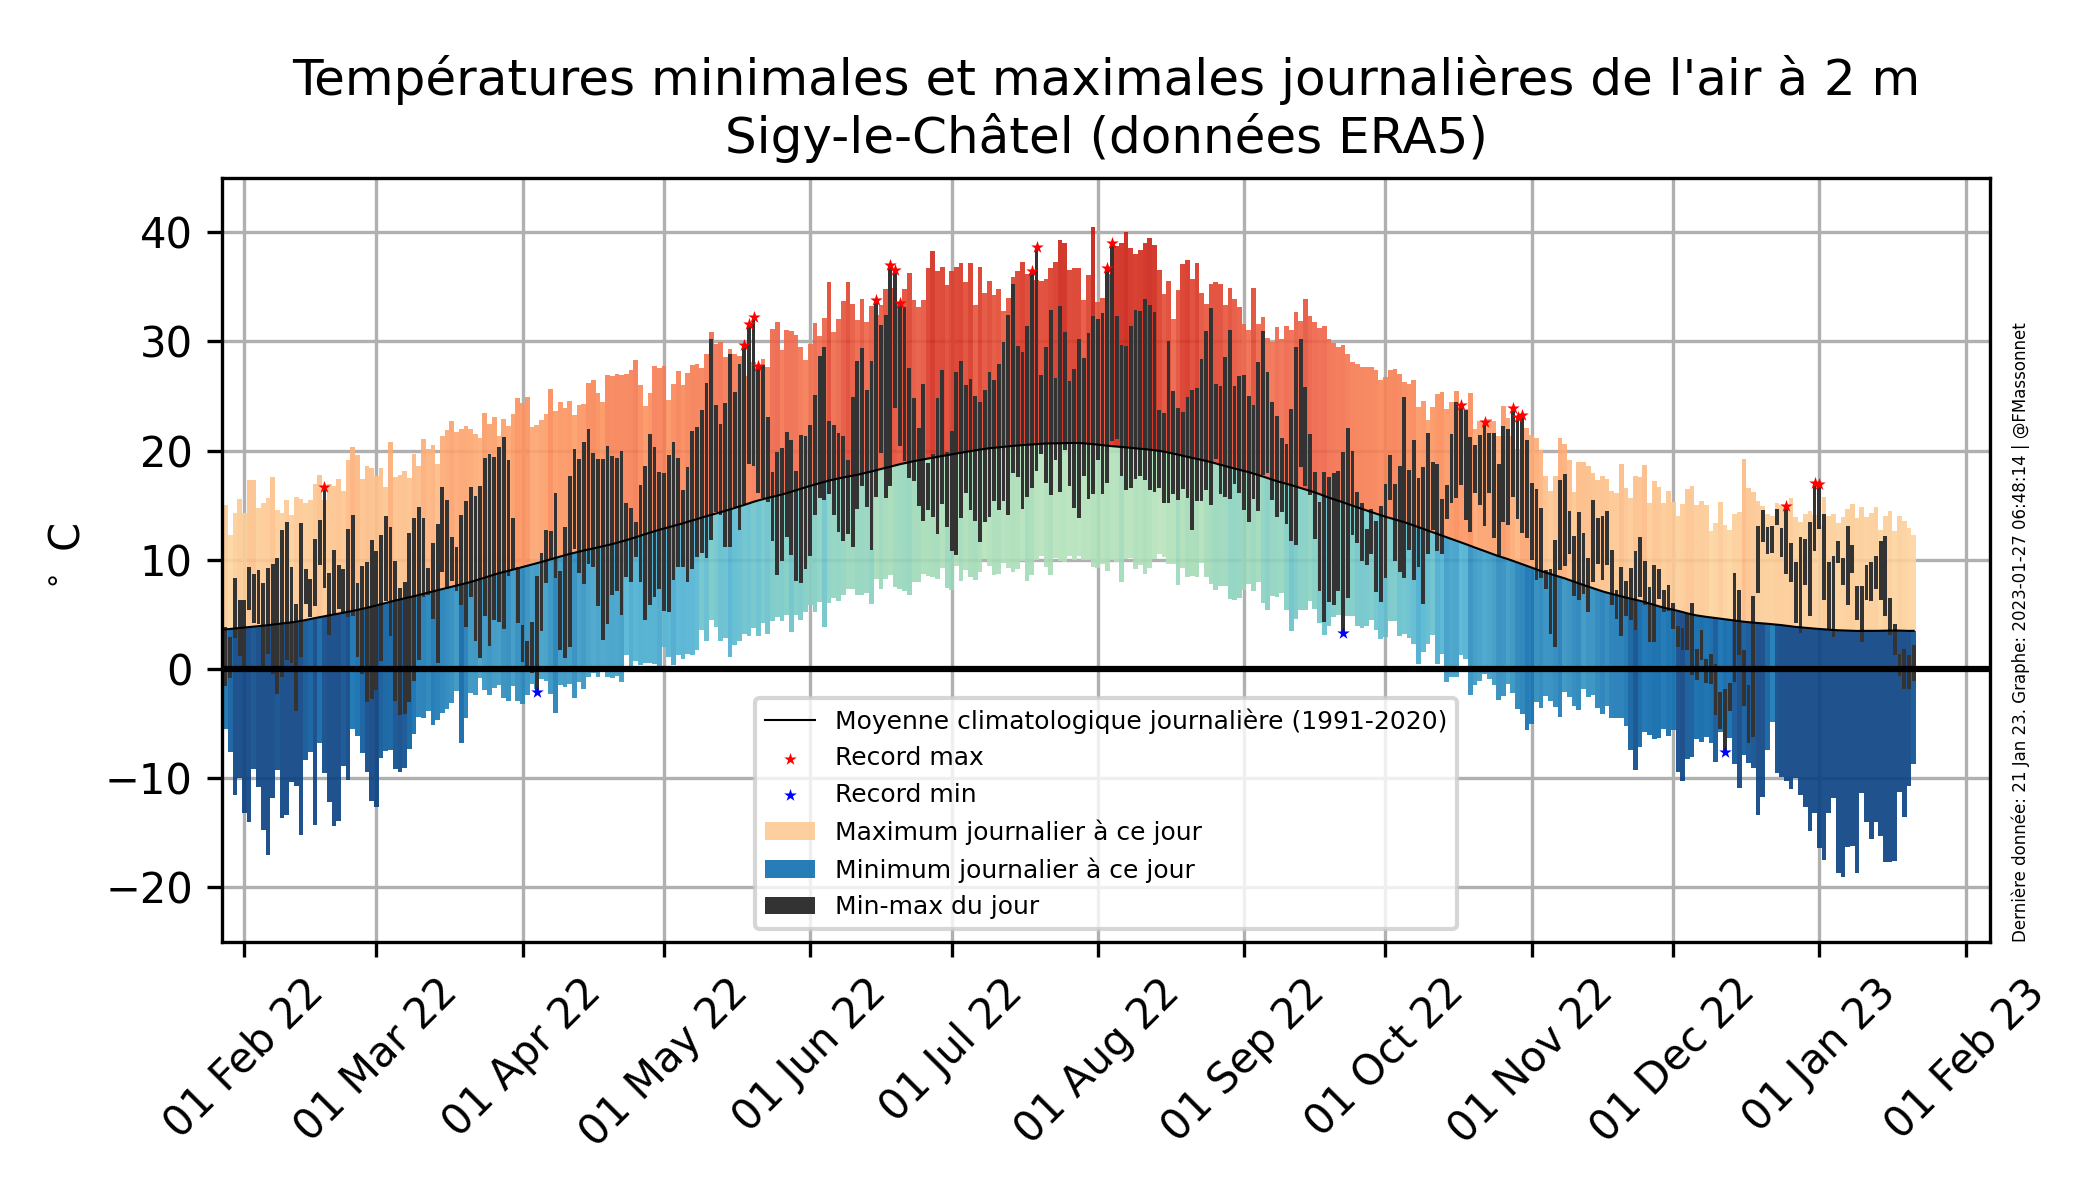 Températures minimales et maximales journalières de l'air à 2 m
Sigy-le-Châtel (données ERA5)
° C
40
30
20
10
0
−10
−20
Moyenne climatologique journalière (1991-2020)
Record max
Record min
Maximum journalier à ce jour
Minimum journalier à ce jour
Min-max du jour
01 Feb 22
01 Mar 22
01 Apr 22
01 May 22
01 Jun 22
01 Jul 22
01 Aug 22
01 Sep 22
01 Oct 22
01 Nov 22
01 Dec 22
01 Jan 23
01 Feb 23
Dernière donnée: 21 Jan 23. Graphe: 2023-01-27 06:48:14 | @FMassonnet